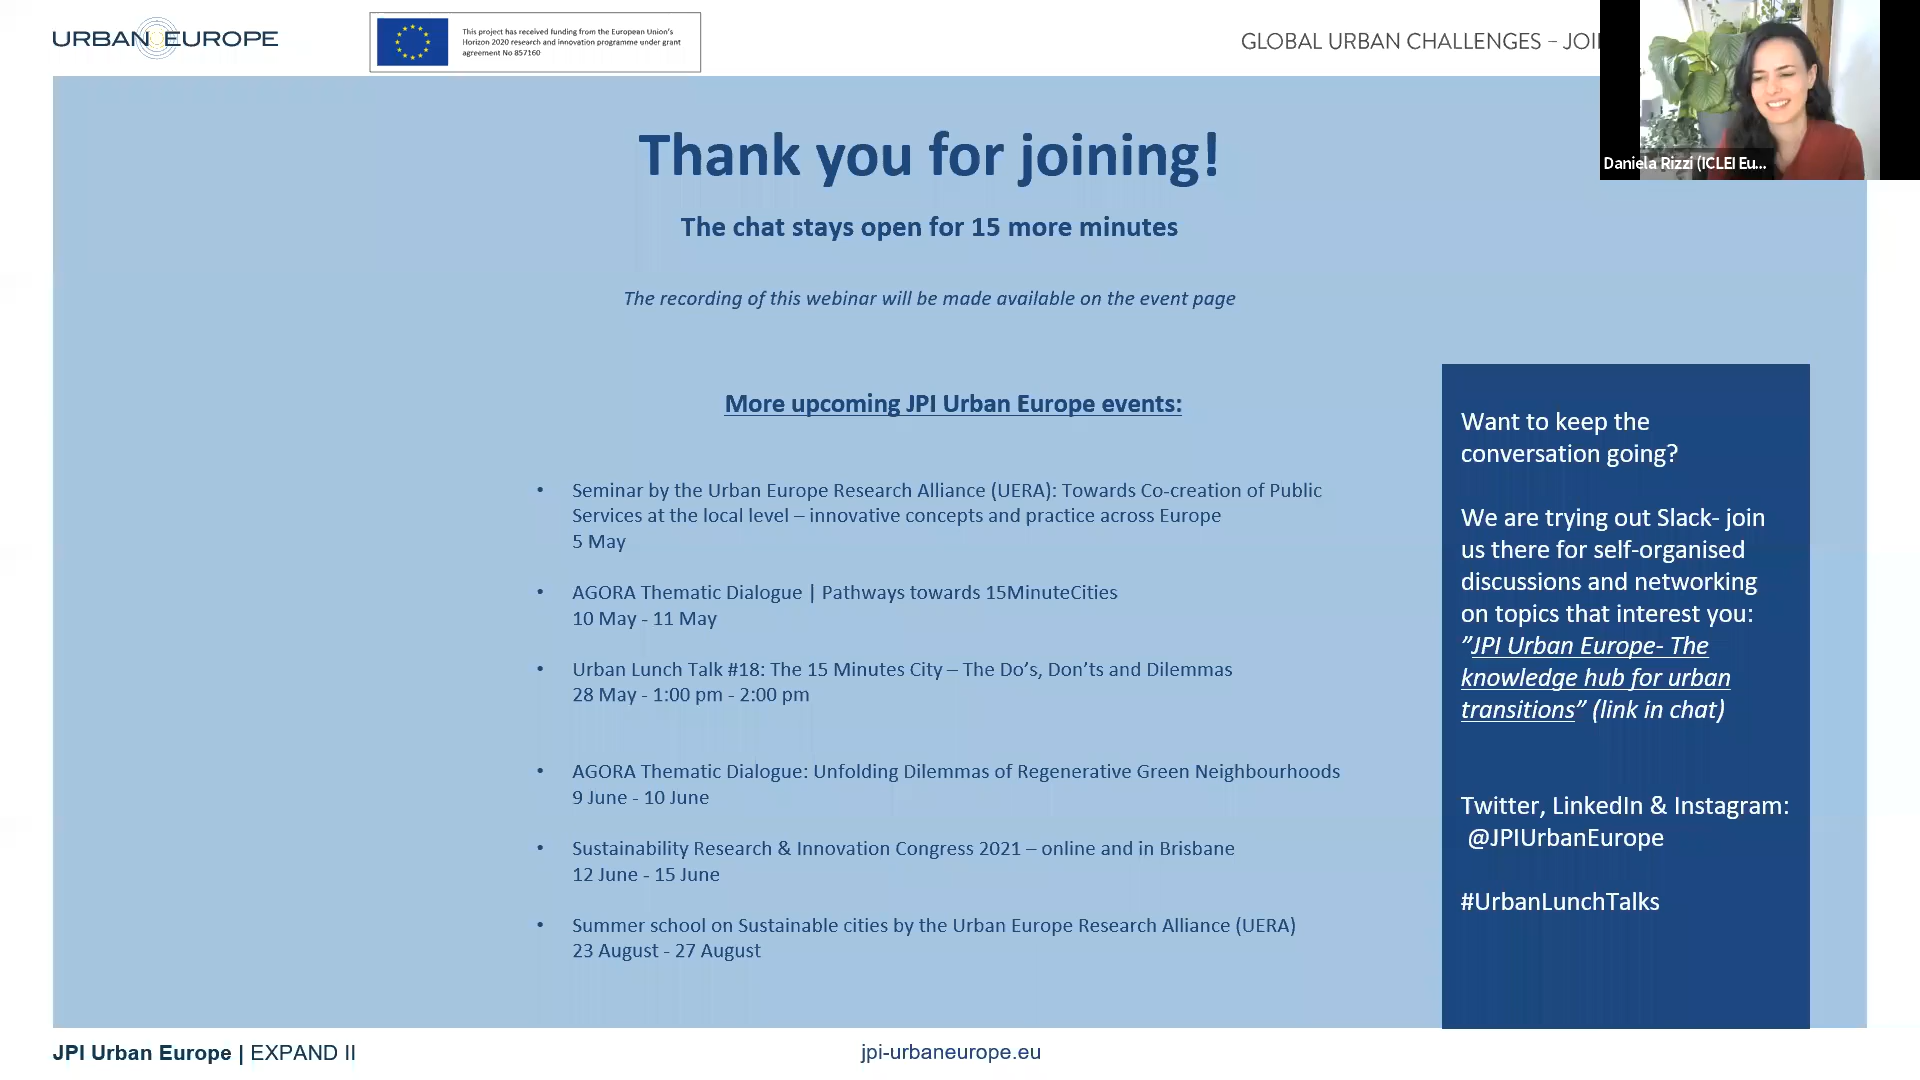 URBAN EUROPE
This project has received funding from the European Union's
Horizon 2020 research and innovation programme under grant
agreement No 857160
GLOBAL URBAN CHALLENGES – JOI
Daniela Rizzi (ICLEI Eu...
Thank you for joining!
The chat stays open for 15 more minutes
The recording of this webinar will be made available on the event page
More upcoming JPI Urban Europe events:
• Seminar by the Urban Europe Research Alliance (UERA): Towards Co-creation of Public
Services at the local level – innovative concepts and practice across Europe
5 May
• AGORA Thematic Dialogue | Pathways towards 15MinuteCities
10 May - 11 May
• Urban Lunch Talk #18: The 15 Minutes City – The Do's, Don'ts and Dilemmas
28 May - 1:00 pm - 2:00 pm
• AGORA Thematic Dialogue: Unfolding Dilemmas of Regenerative Green Neighbourhoods
9 June - 10 June
• Sustainability Research & Innovation Congress 2021 – online and in Brisbane
12 June - 15 June
• Summer school on Sustainable cities by the Urban Europe Research Alliance (UERA)
23 August - 27 August
Want to keep the
conversation going?
We are trying out Slack- join
us there for self-organised
discussions and networking
on topics that interest you:
”JPI Urban Europe- The
knowledge hub for urban
transitions” (link in chat)
Twitter, LinkedIn & Instagram:
@JPIUrbanEurope
#UrbanLunchTalks
JPI Urban Europe | EXPAND II
jpi-urbaneurope.eu